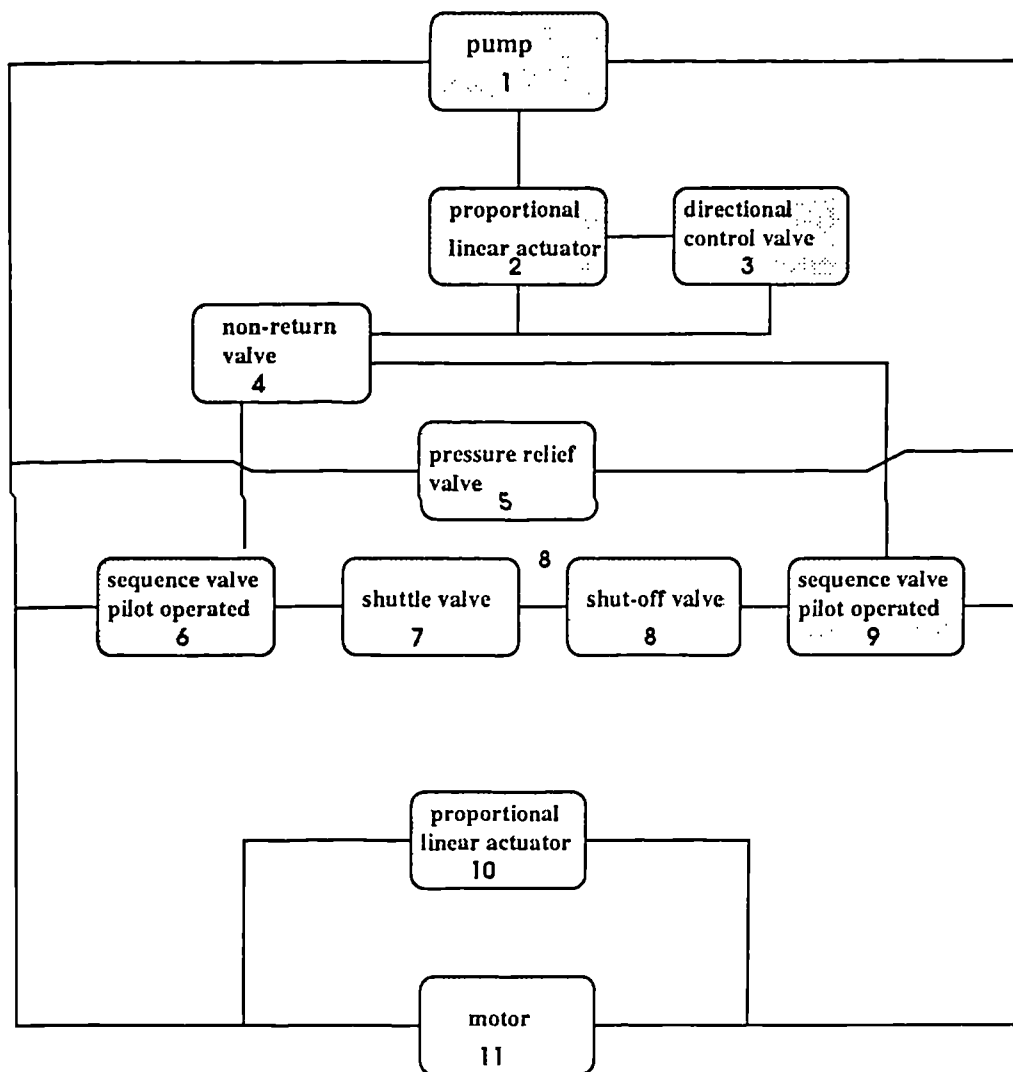 pump
1
proportional
linear actuator
2
directional
control valve
3
non-return
valve
4
pressure relief
valve
5
8
sequence valve
pilot operated
6
shuttle valve
7
shut-off valve
8
sequence valve
pilot operated
9
proportional
linear actuator
10
motor
11